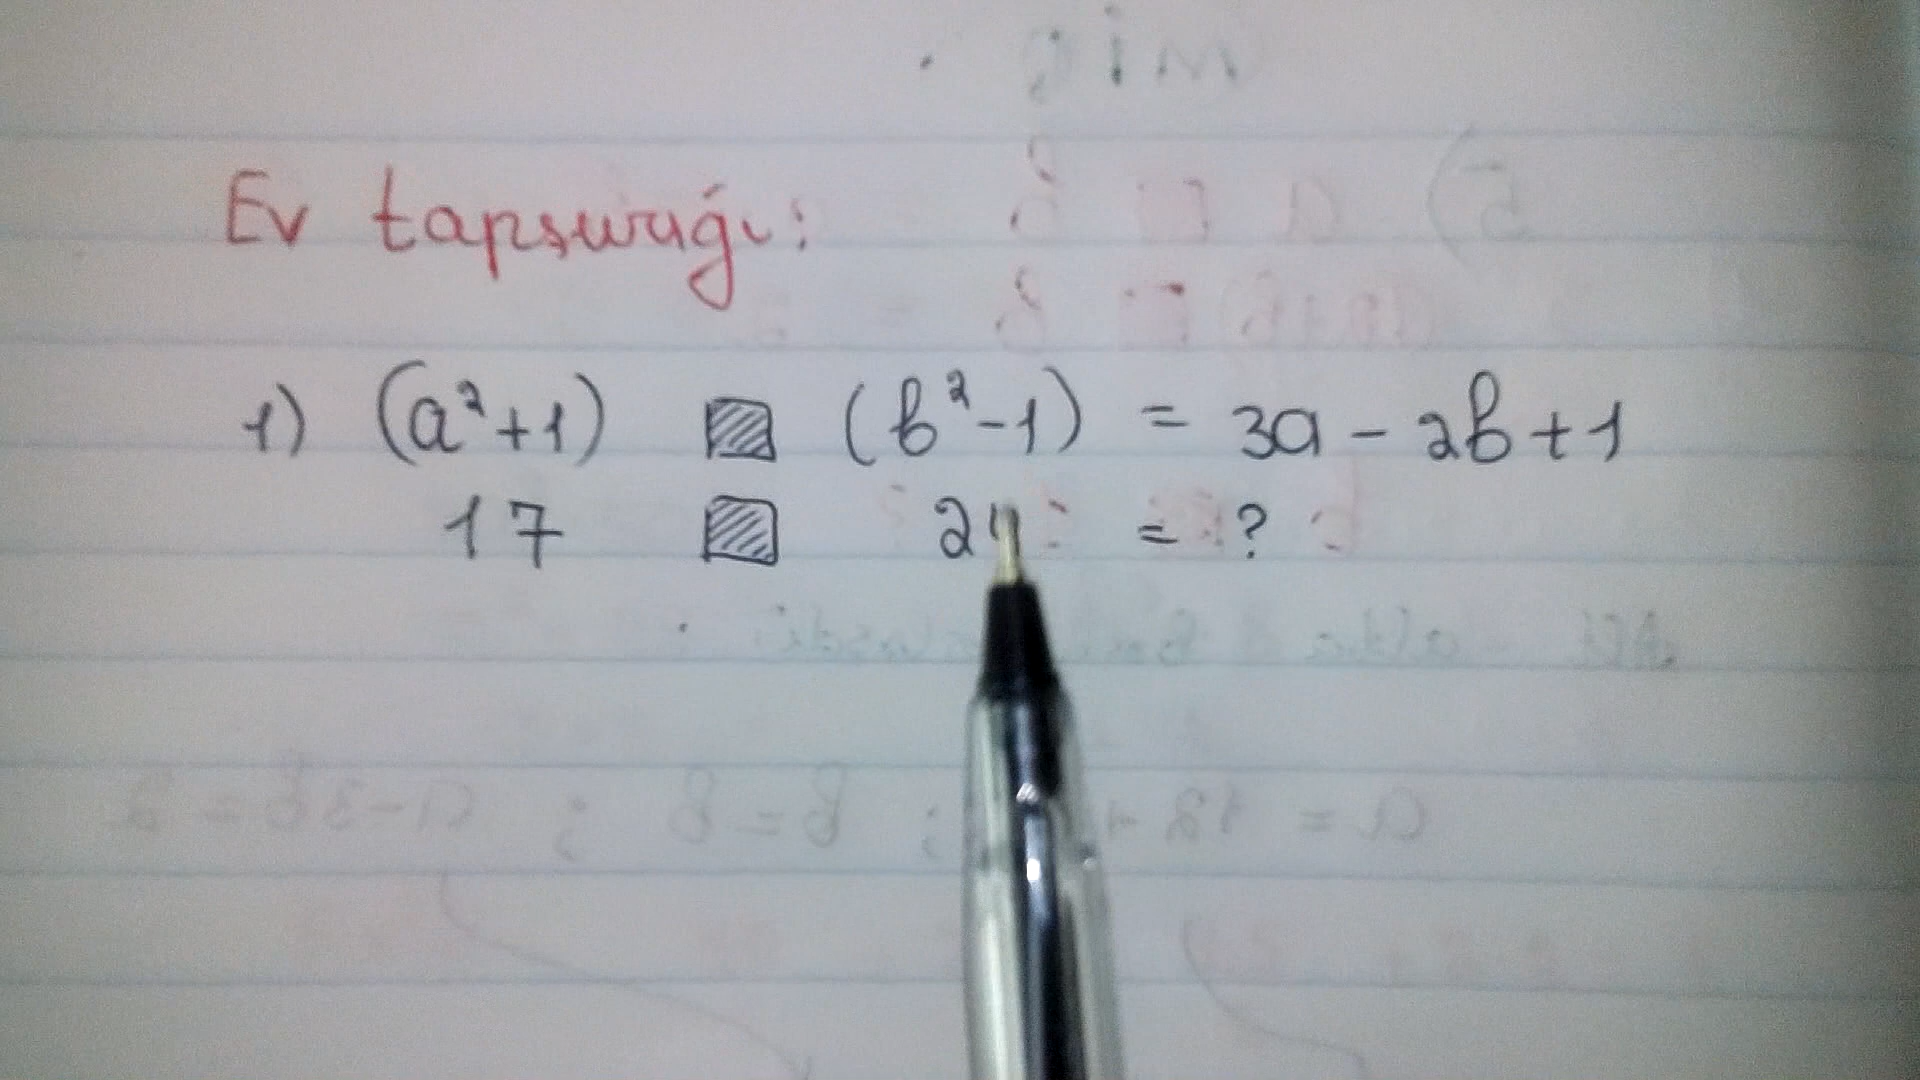 Ev tapşırığı:
1) (a²+1) ▨ (b²-1) = 3a - 2b + 1
17 ▨ 24 = ?